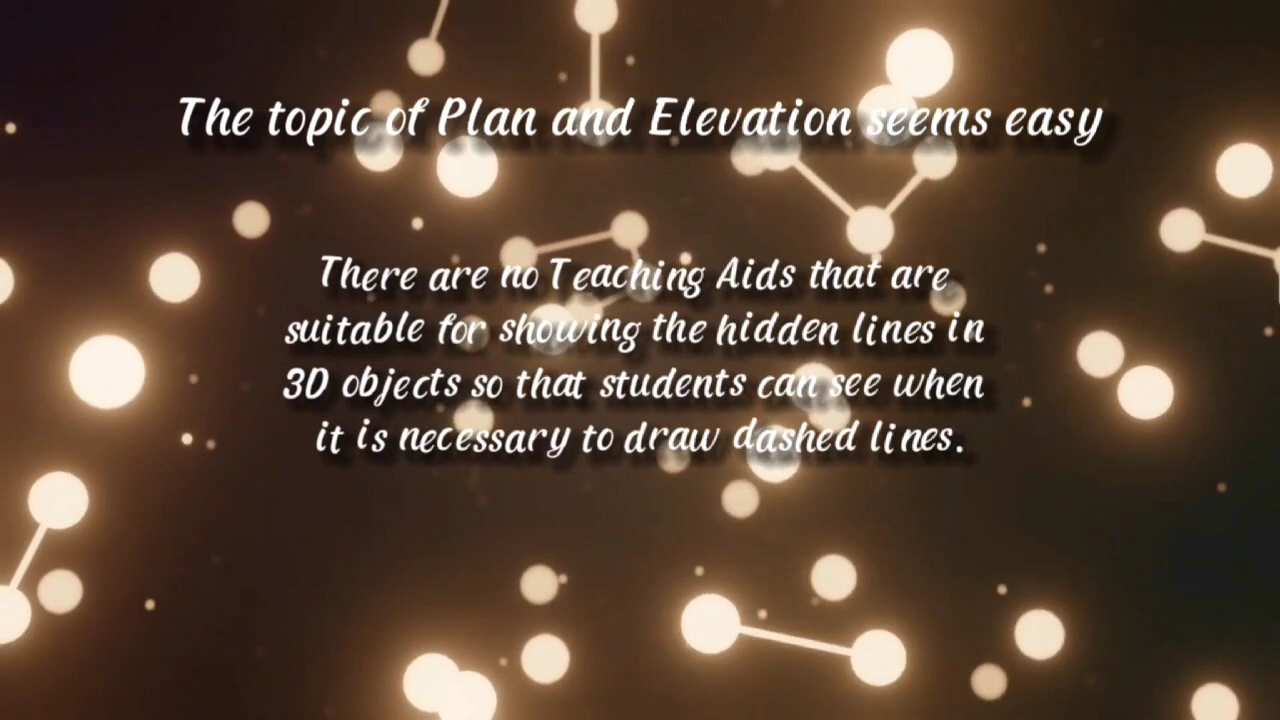 The topic of Plan and Elevation seems easy
There are no Teaching Aids that are
suitable for showing the hidden lines in
3D objects so that students can see when
it is necessary to draw dashed lines.